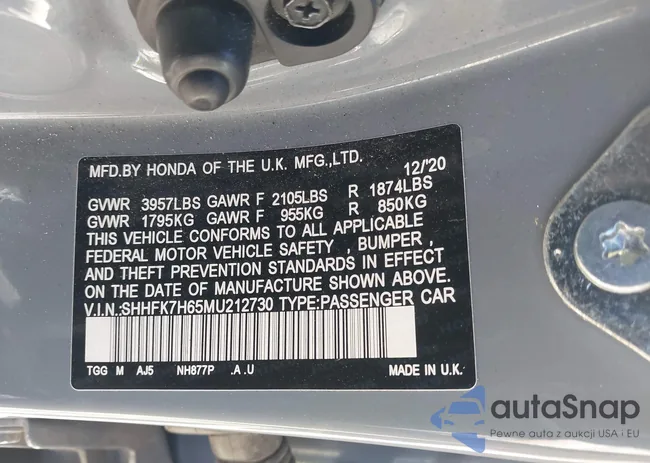 MFD.BY HONDA OF THE U.K. MFG.,LTD. 12/'20
GVWR 3957LBS GAWR F 2105LBS R 1874LBS
GVWR 1795KG GAWR F 955KG R 850KG
THIS VEHICLE CONFORMS TO ALL APPLICABLE
FEDERAL MOTOR VEHICLE SAFETY , BUMPER ,
AND THEFT PREVENTION STANDARDS IN EFFECT
ON THE DATE OF MANUFACTURE SHOWN ABOVE.
V.I.N.:SHHFK7H65MU212730 TYPE:PASSENGER CAR
TGG M AJ5 NH877P .A .U MADE IN U.K.
autaSnap
Pewne auta z aukcji USA i EU